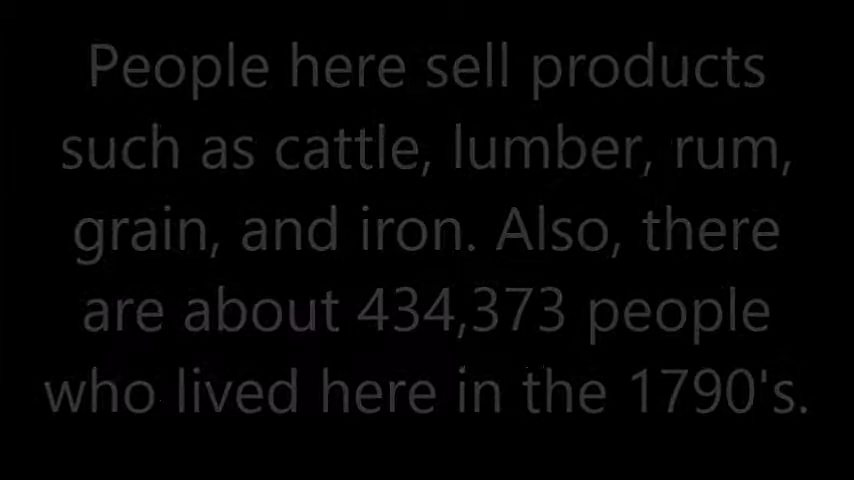 People here sell products
such as cattle, lumber, rum,
grain, and iron. Also, there
are about 434,373 people
who lived here in the 1790's.